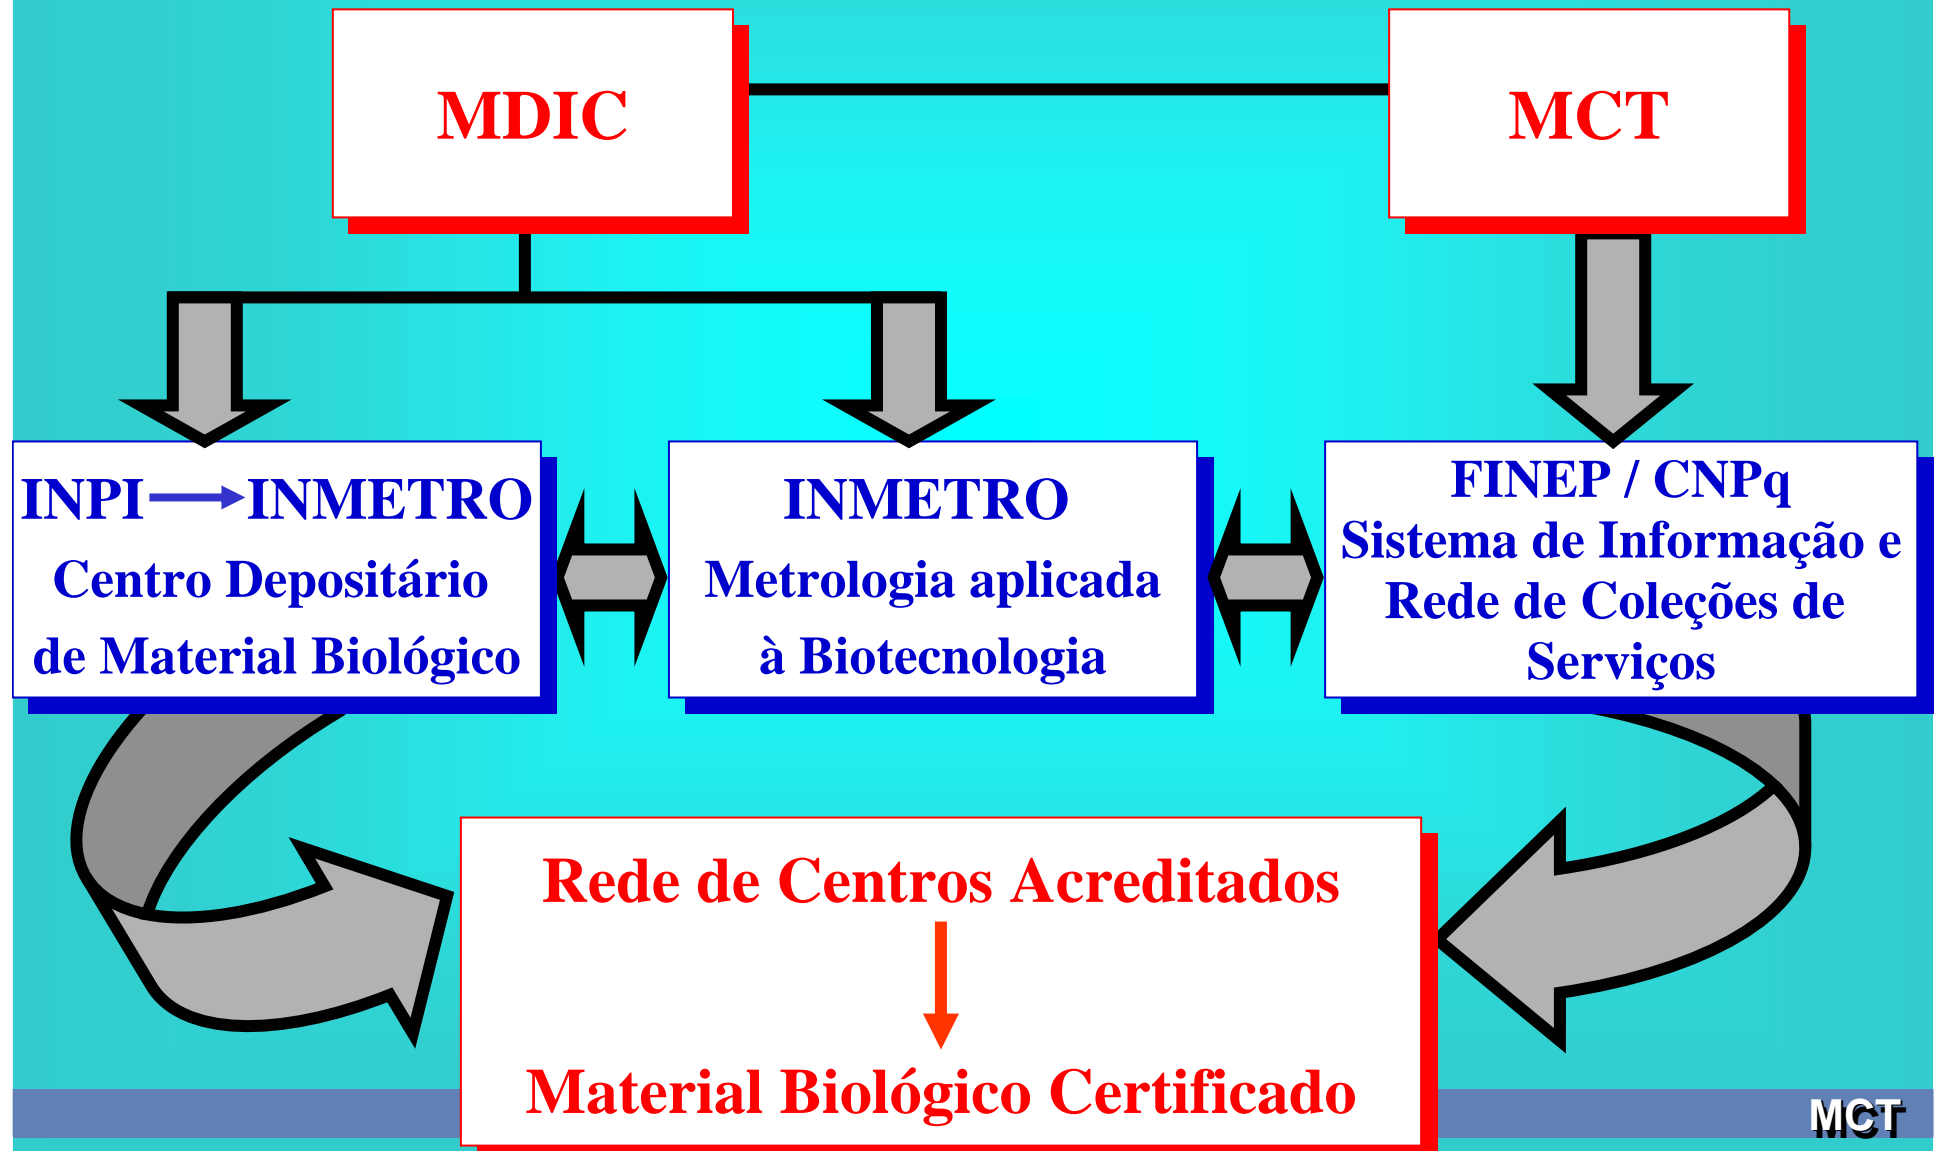 MDIC
MCT
INPI INMETRO
Centro Depositário
de Material Biológico
INMETRO
Metrologia aplicada
à Biotecnologia
FINEP / CNPq
Sistema de Informação e
Rede de Coleções de
Serviços
Rede de Centros Acreditados
Material Biológico Certificado
MCT